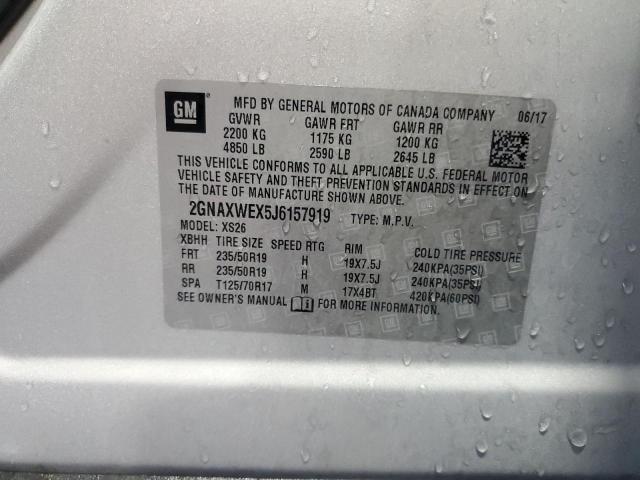 GM
MFD BY GENERAL MOTORS OF CANADA COMPANY 06/17
GVWR GAWR FRT GAWR RR
2200 KG 1175 KG 1200 KG
4850 LB 2590 LB 2645 LB
THIS VEHICLE CONFORMS TO ALL APPLICABLE U.S. FEDERAL MOTOR
VEHICLE SAFETY AND THEFT PREVENTION STANDARDS IN EFFECT ON
THE DATE OF MANUFACTURE SHOWN ABOVE.
2GNAXWEX5J6157919 TYPE: M.P.V.
MODEL: XS26
XBHH TIRE SIZE SPEED RTG RIM COLD TIRE PRESSURE
FRT 235/50R19 H 19X7.5J 240KPA(35PSI)
RR 235/50R19 H 19X7.5J 240KPA(35PSI)
SPA T125/70R17 M 17X4BT 420KPA(60PSI)
SEE OWNER'S MANUAL FOR MORE INFORMATION.